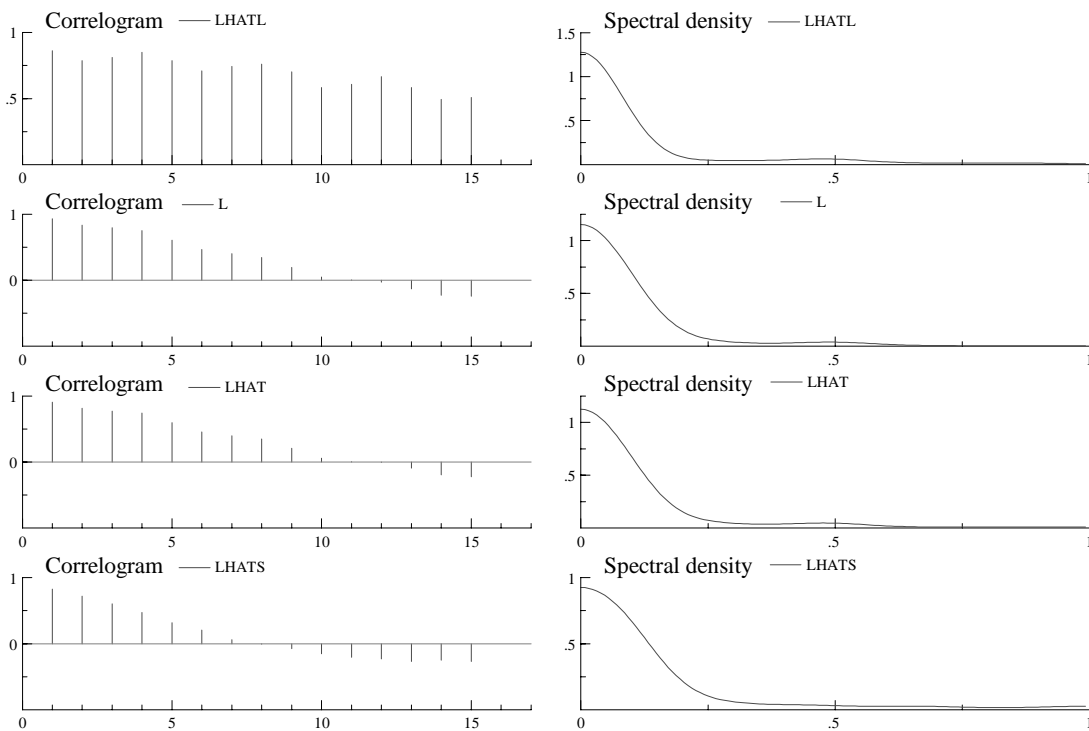 Correlogram LHATL
1
.5
0 5 10 15
Spectral density LHATL
1.5
1
.5
0 .5 1
Correlogram L
1
0
0 5 10 15
Spectral density L
1
.5
0 .5 1
Correlogram LHAT
1
0
0 5 10 15
Spectral density LHAT
1
.5
0 .5 1
Correlogram LHATS
1
0
0 5 10 15
Spectral density LHATS
1
.5
0 .5 1